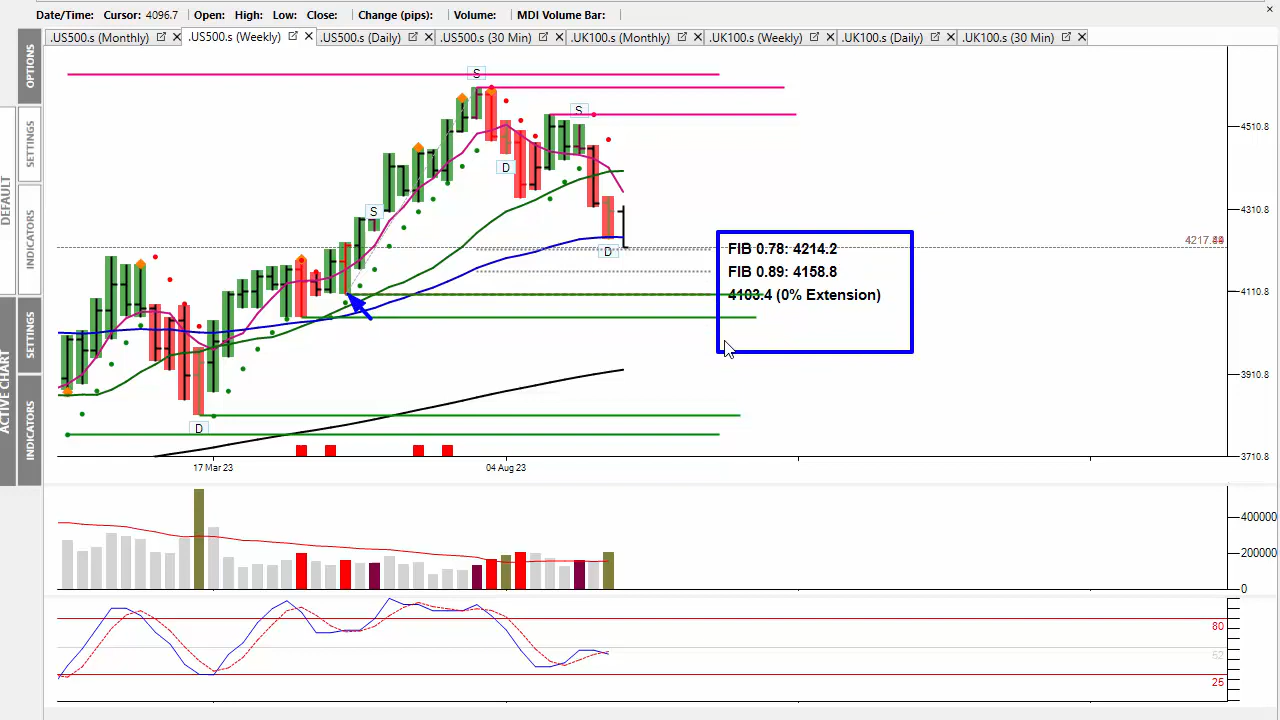 Date/Time: Cursor: 4096.7 Open: High: Low: Close: Change (pips): Volume: MDI Volume Bar:
.US500.s (Monthly) .US500.s (Weekly) .US500.s (Daily) .US500.s (30 Min) .UK100.s (Monthly) .UK100.s (Weekly) .UK100.s (Daily) .UK100.s (30 Min)
OPTIONS
SETTINGS
DEFAULT
INDICATORS
SETTINGS
ACTIVE CHART
INDICATORS
S
S
D
S
D
D
4510.8
4310.8
4110.8
3910.8
3710.8
FIB 0.78: 4214.2
FIB 0.89: 4158.8
4103.4 (0% Extension)
17 Mar 23
04 Aug 23
400000
200000
0
80
52
25